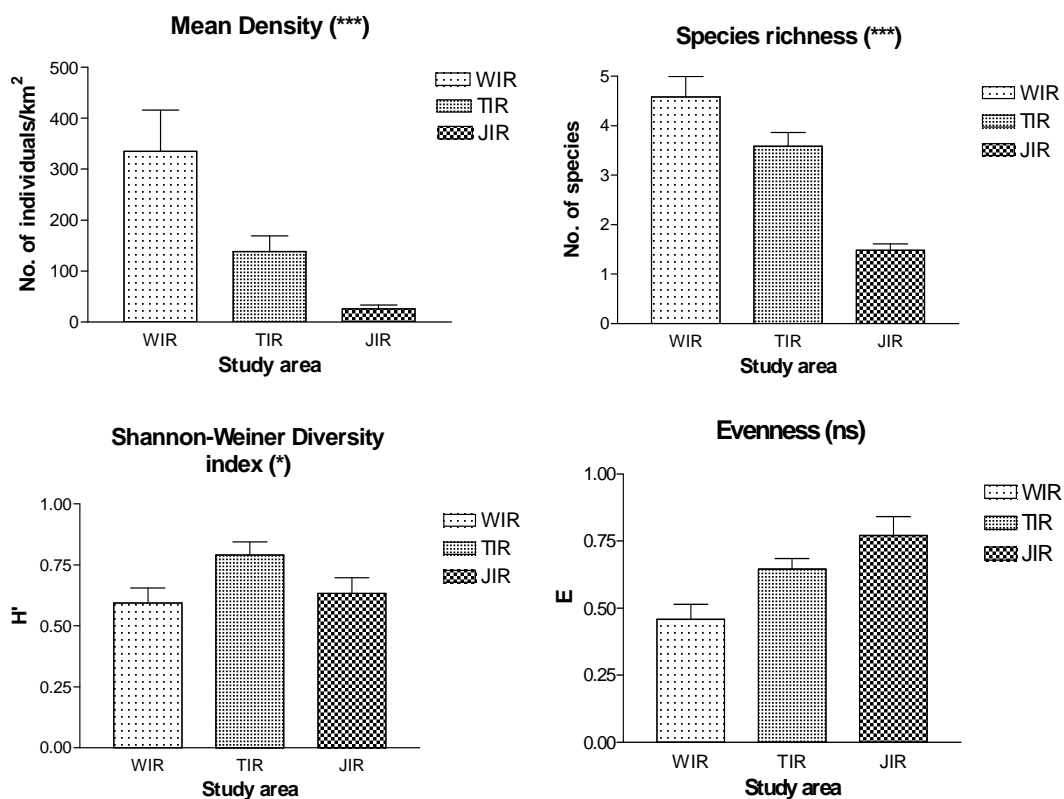 Mean Density (***)
No. of individuals/km²
500
400
300
200
100
0
WIR
TIR
JIR
Study area
WIR
TIR
JIR
Species richness (***)
No. of species
5
4
3
2
1
0
WIR
TIR
JIR
Study area
WIR
TIR
JIR
Shannon-Weiner Diversity
index (*)
H'
1.00
0.75
0.50
0.25
0.00
WIR
TIR
JIR
Study area
WIR
TIR
JIR
Evenness (ns)
E
1.00
0.75
0.50
0.25
0.00
WIR
TIR
JIR
Study area
WIR
TIR
JIR